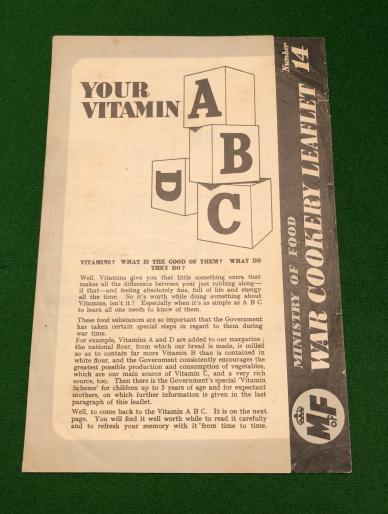 YOUR
VITAMIN
A
B
C
D
VITAMINS? WHAT IS THE GOOD OF THEM? WHAT DO
THEY DO?
Well, Vitamins give you that little something extra that
makes all the difference between your just rubbing along—
if that—and feeling absolutely fine, full of life and energy
all the time. So it's worth while doing something about
Vitamins, isn't it? Especially when it's as simple as A B C
to learn all one needs to know of them.
These food substances are so important that the Government
has taken certain special steps in regard to them during
war time.
For example, Vitamins A and D are added to our margarine;
the national flour, from which our bread is made, is milled
so as to contain far more Vitamin B than is contained in
white flour, and the Government consistently encourages the
greatest possible production and consumption of vegetables,
which are our main source of Vitamin C, and a very rich
source, too. Then there is the Government's special 'Vitamin
Scheme' for children up to 5 years of age and for expectant
mothers, on which further information is given in the last
paragraph of this leaflet.
Well, to come back to the Vitamin A B C. It is on the next
page. You will find it well worth while to read it carefully
and to refresh your memory with it from time to time.
MINISTRY OF FOOD
WAR COOKERY LEAFLET
Number
14
M
OF
F